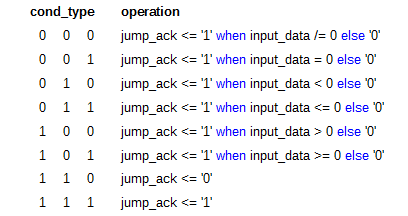 cond_type operation
0 0 0 jump_ack <= '1' when input_data /= 0 else '0'
0 0 1 jump_ack <= '1' when input_data = 0 else '0'
0 1 0 jump_ack <= '1' when input_data < 0 else '0'
0 1 1 jump_ack <= '1' when input_data <= 0 else '0'
1 0 0 jump_ack <= '1' when input_data > 0 else '0'
1 0 1 jump_ack <= '1' when input_data >= 0 else '0'
1 1 0 jump_ack <= '0'
1 1 1 jump_ack <= '1'